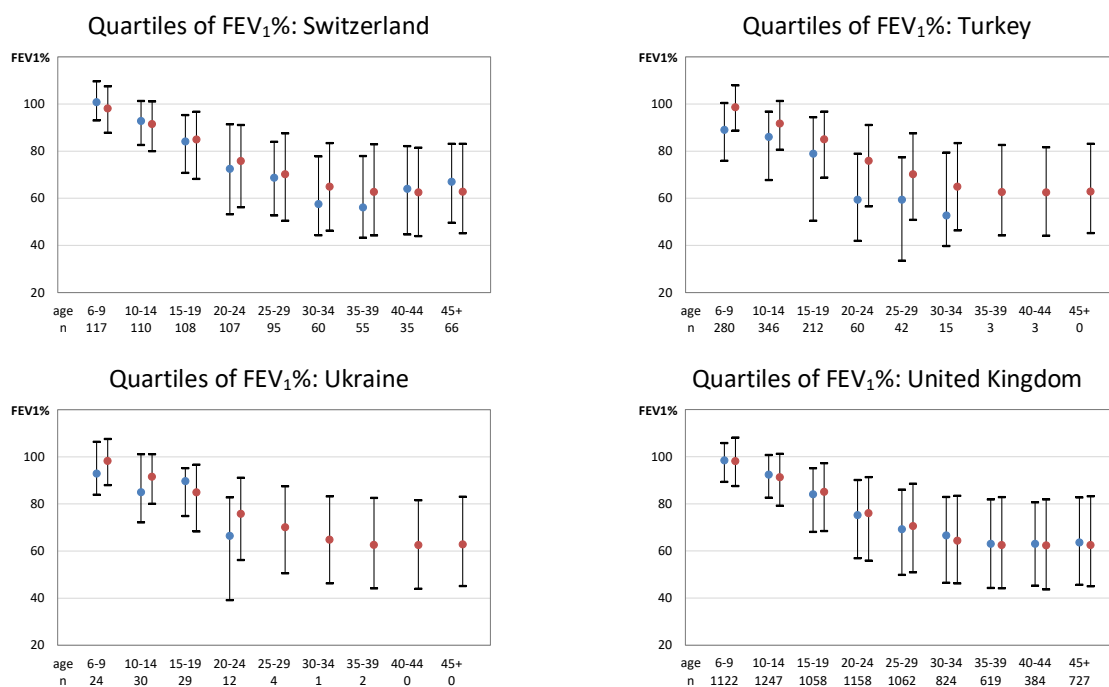 Quartiles of FEV₁%: Switzerland
FEV1%
100
80
60
40
20
age 6-9 10-14 15-19 20-24 25-29 30-34 35-39 40-44 45+
n 117 110 108 107 95 60 55 35 66
Quartiles of FEV₁%: Turkey
FEV1%
100
80
60
40
20
age 6-9 10-14 15-19 20-24 25-29 30-34 35-39 40-44 45+
n 280 346 212 60 42 15 3 3 0
Quartiles of FEV₁%: Ukraine
FEV1%
100
80
60
40
20
age 6-9 10-14 15-19 20-24 25-29 30-34 35-39 40-44 45+
n 24 30 29 12 4 1 2 0 0
Quartiles of FEV₁%: United Kingdom
FEV1%
100
80
60
40
20
age 6-9 10-14 15-19 20-24 25-29 30-34 35-39 40-44 45+
n 1122 1247 1058 1158 1062 824 619 384 727